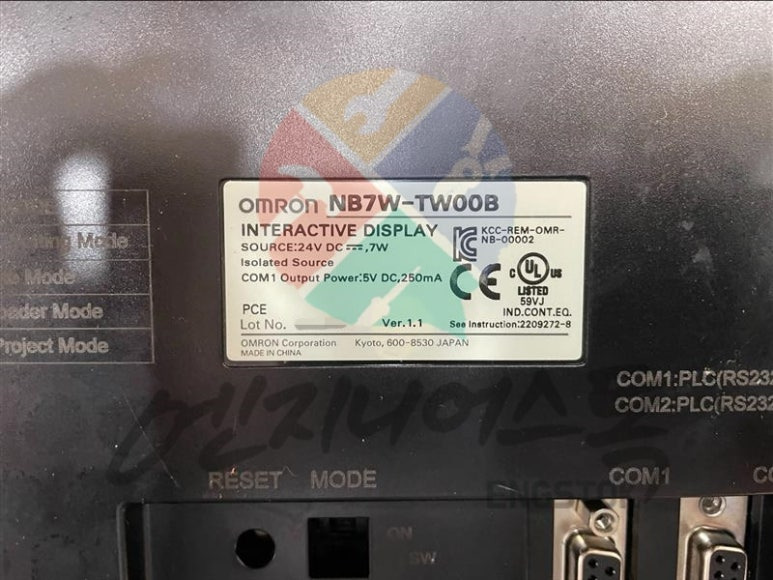 OMRON NB7W-TW00B
INTERACTIVE DISPLAY
SOURCE:24V DC⎓,7W
Isolated Source
COM1 Output Power:5V DC,250mA
KCC-REM-OMR-
NB-00002
CE
C UL US
LISTED
59VJ
IND.CONT.EQ.
PCE
Lot No.
Ver.1.1
See Instruction:2209272-8
OMRON Corporation Kyoto, 600-8530 JAPAN
MADE IN CHINA
Mode
Mode
Mode
Project Mode
COM1:PLC(RS232
COM2:PLC(RS232
엔지니어스톡
RESET MODE
COM1
ON
SW